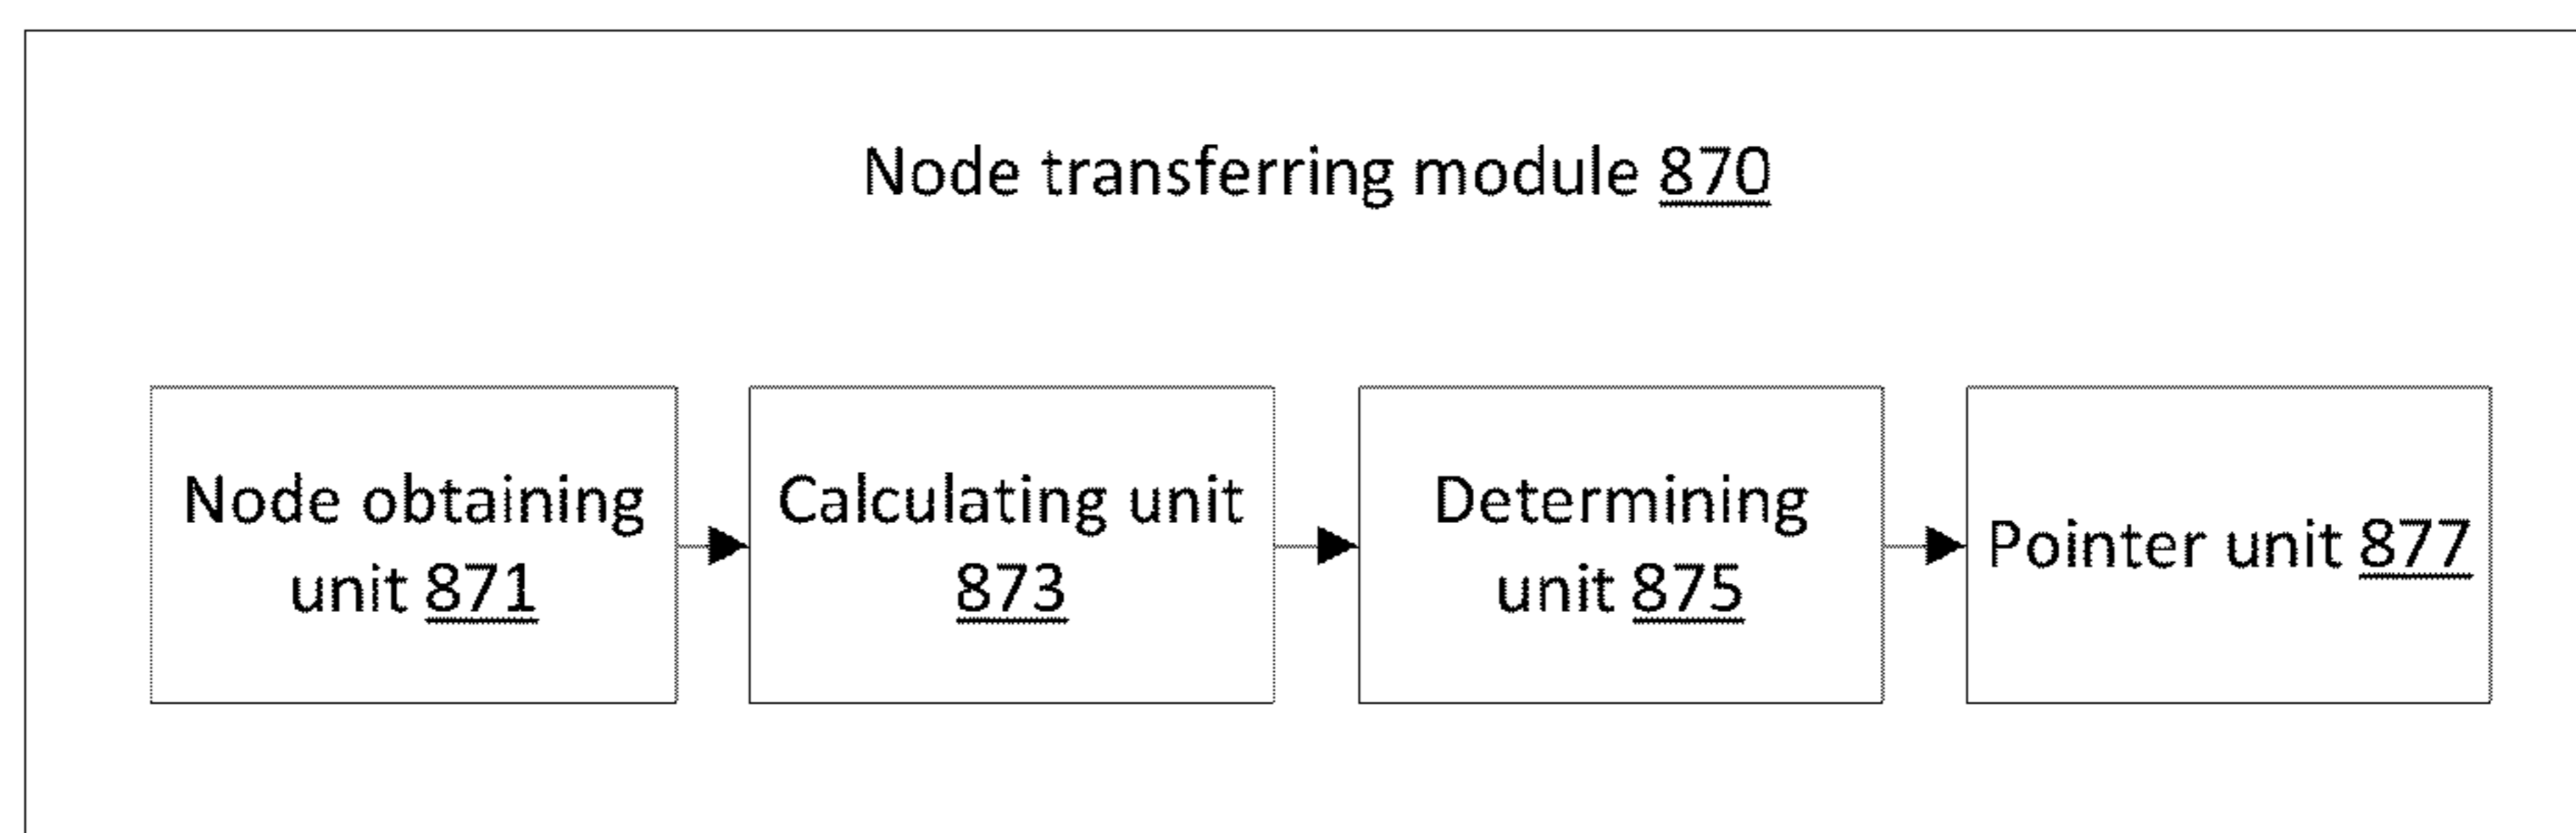 Node transferring module 870
Node obtaining
unit 871
Calculating unit
873
Determining
unit 875
Pointer unit 877